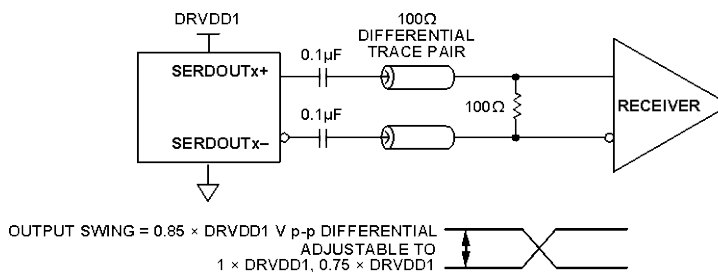 DRVDD1
100Ω
DIFFERENTIAL
TRACE PAIR
0.1µF
SERDOUTx+
0.1µF
100Ω
RECEIVER
SERDOUTx–
OUTPUT SWING = 0.85 × DRVDD1 V p-p DIFFERENTIAL
ADJUSTABLE TO
1 × DRVDD1, 0.75 × DRVDD1